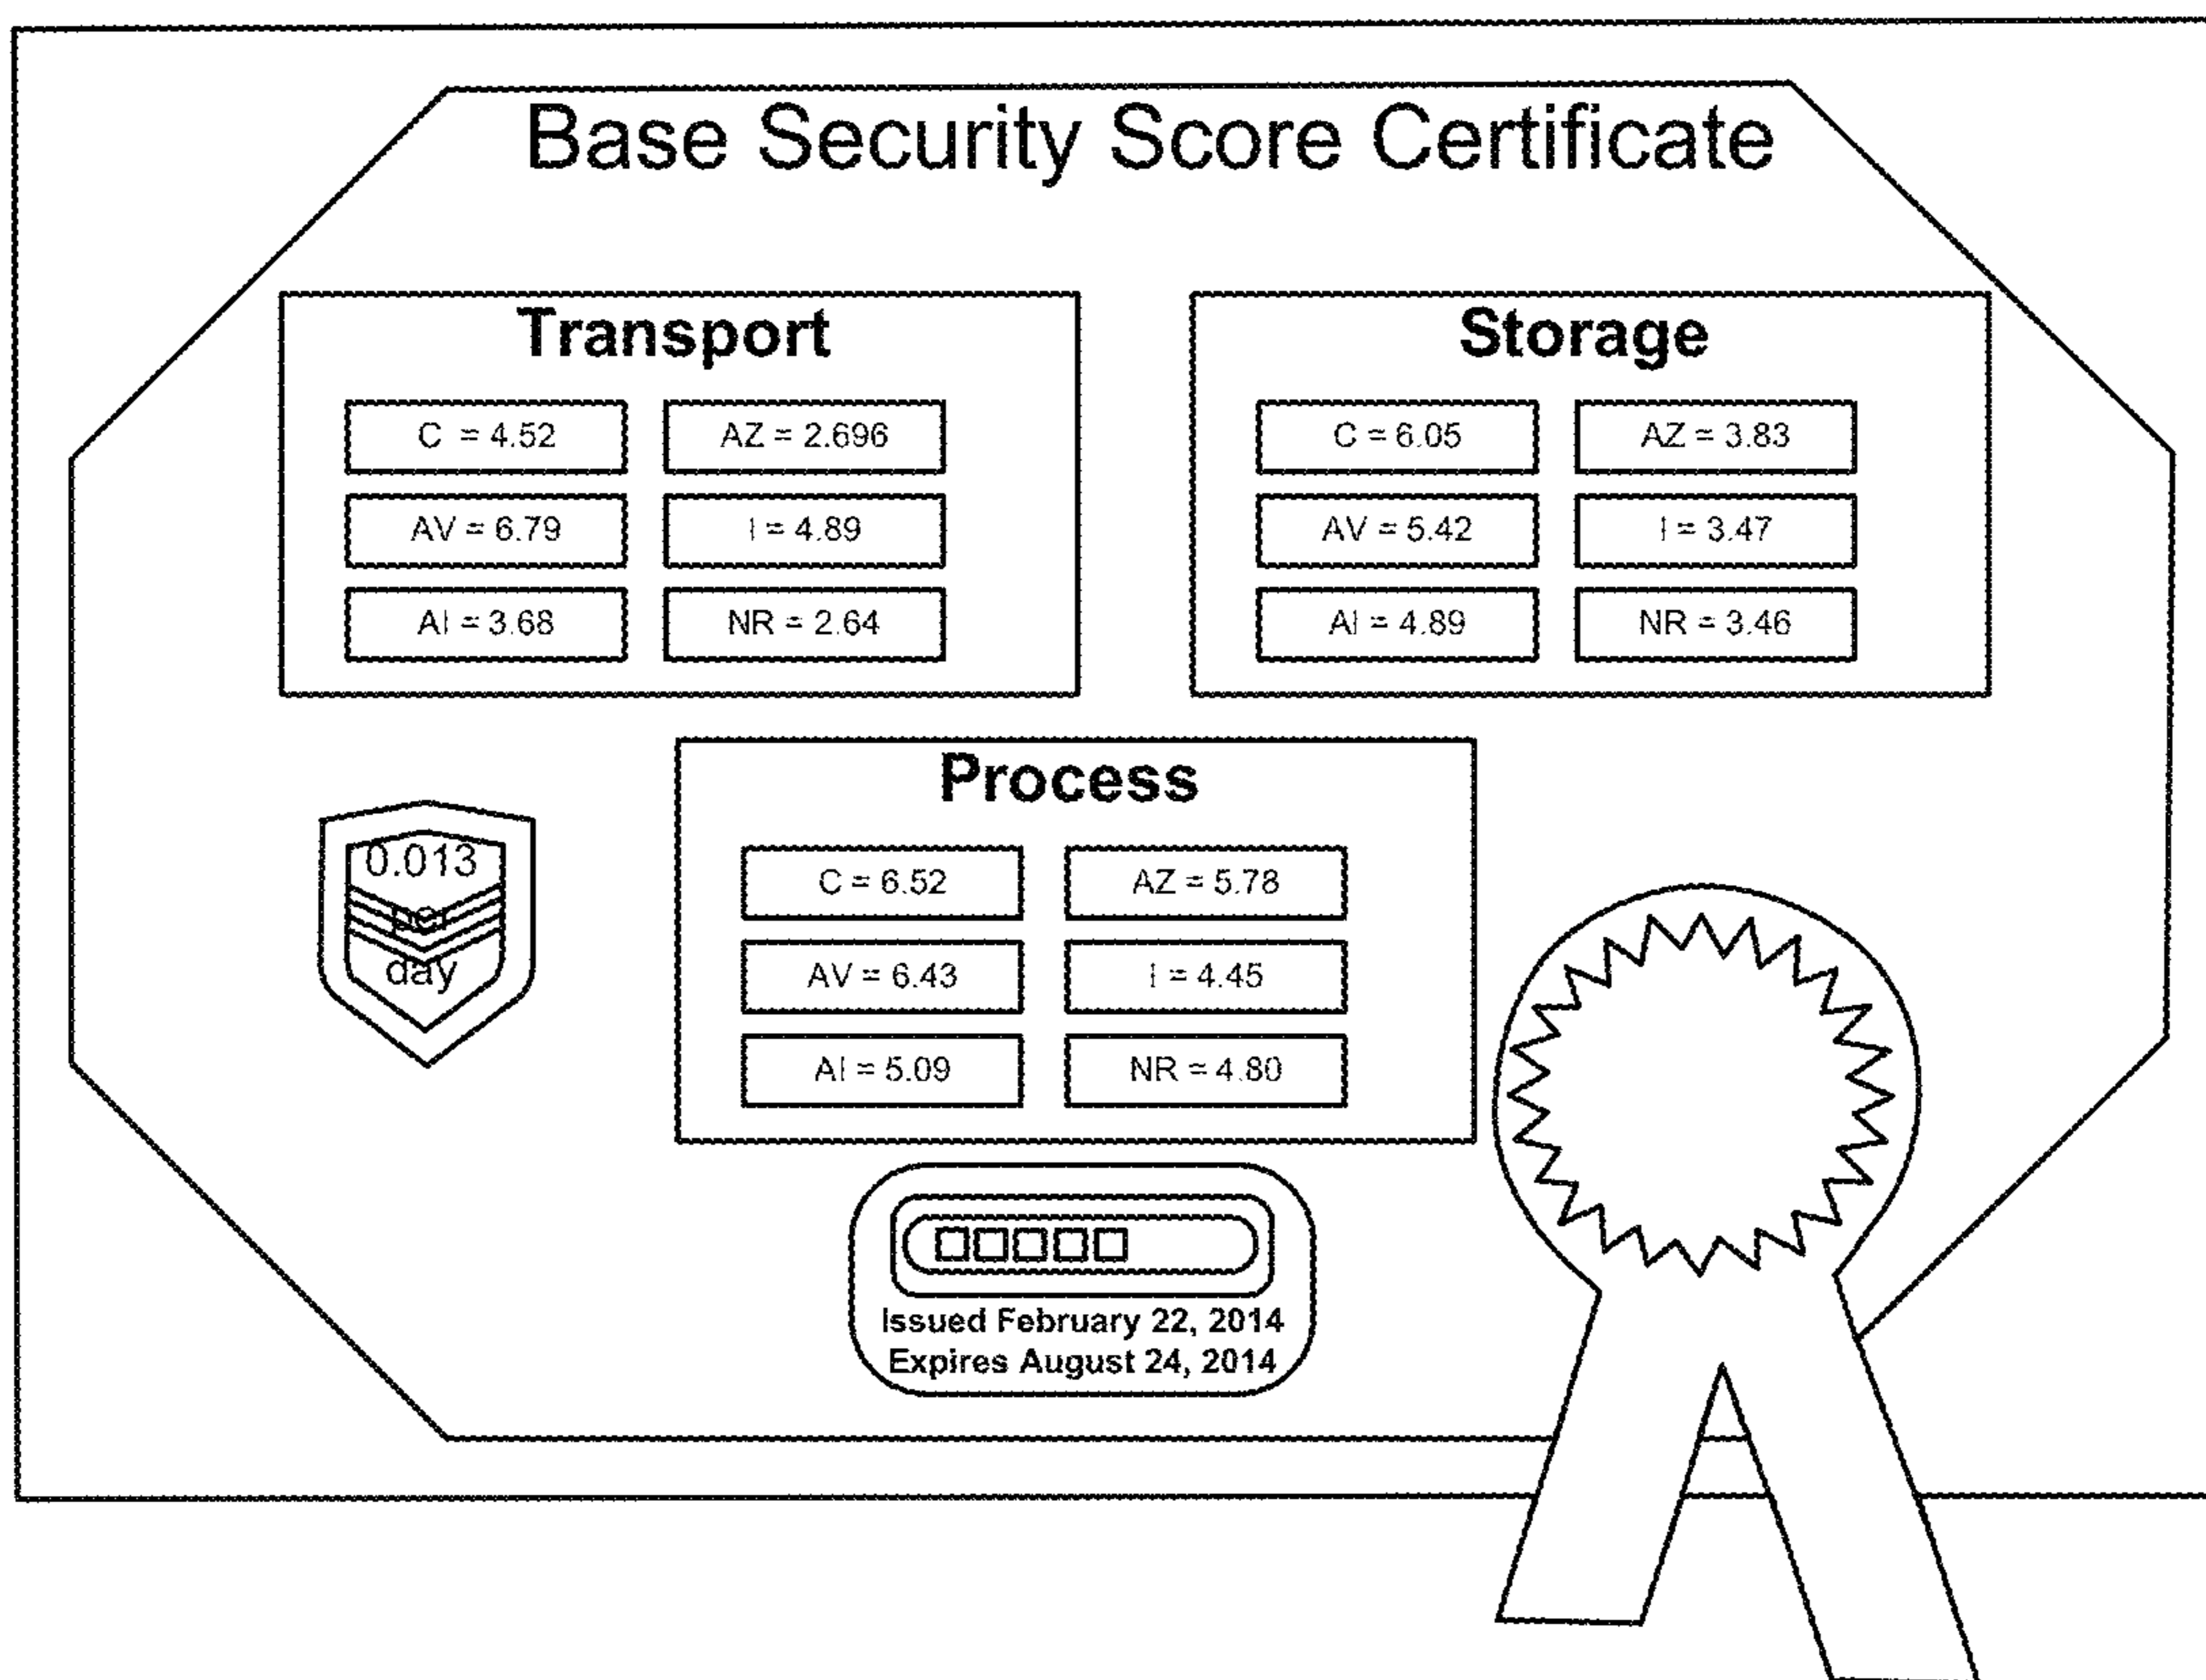 Base Security Score Certificate
Transport
C = 4.52
AZ = 2.696
AV = 6.79
I = 4.89
AI = 3.68
NR = 2.64
Storage
C = 6.05
AZ = 3.83
AV = 5.42
I = 3.47
AI = 4.89
NR = 3.46
Process
C = 6.52
AZ = 5.78
AV = 6.43
I = 4.45
AI = 5.09
NR = 4.80
0.013
day
Issued February 22, 2014
Expires August 24, 2014